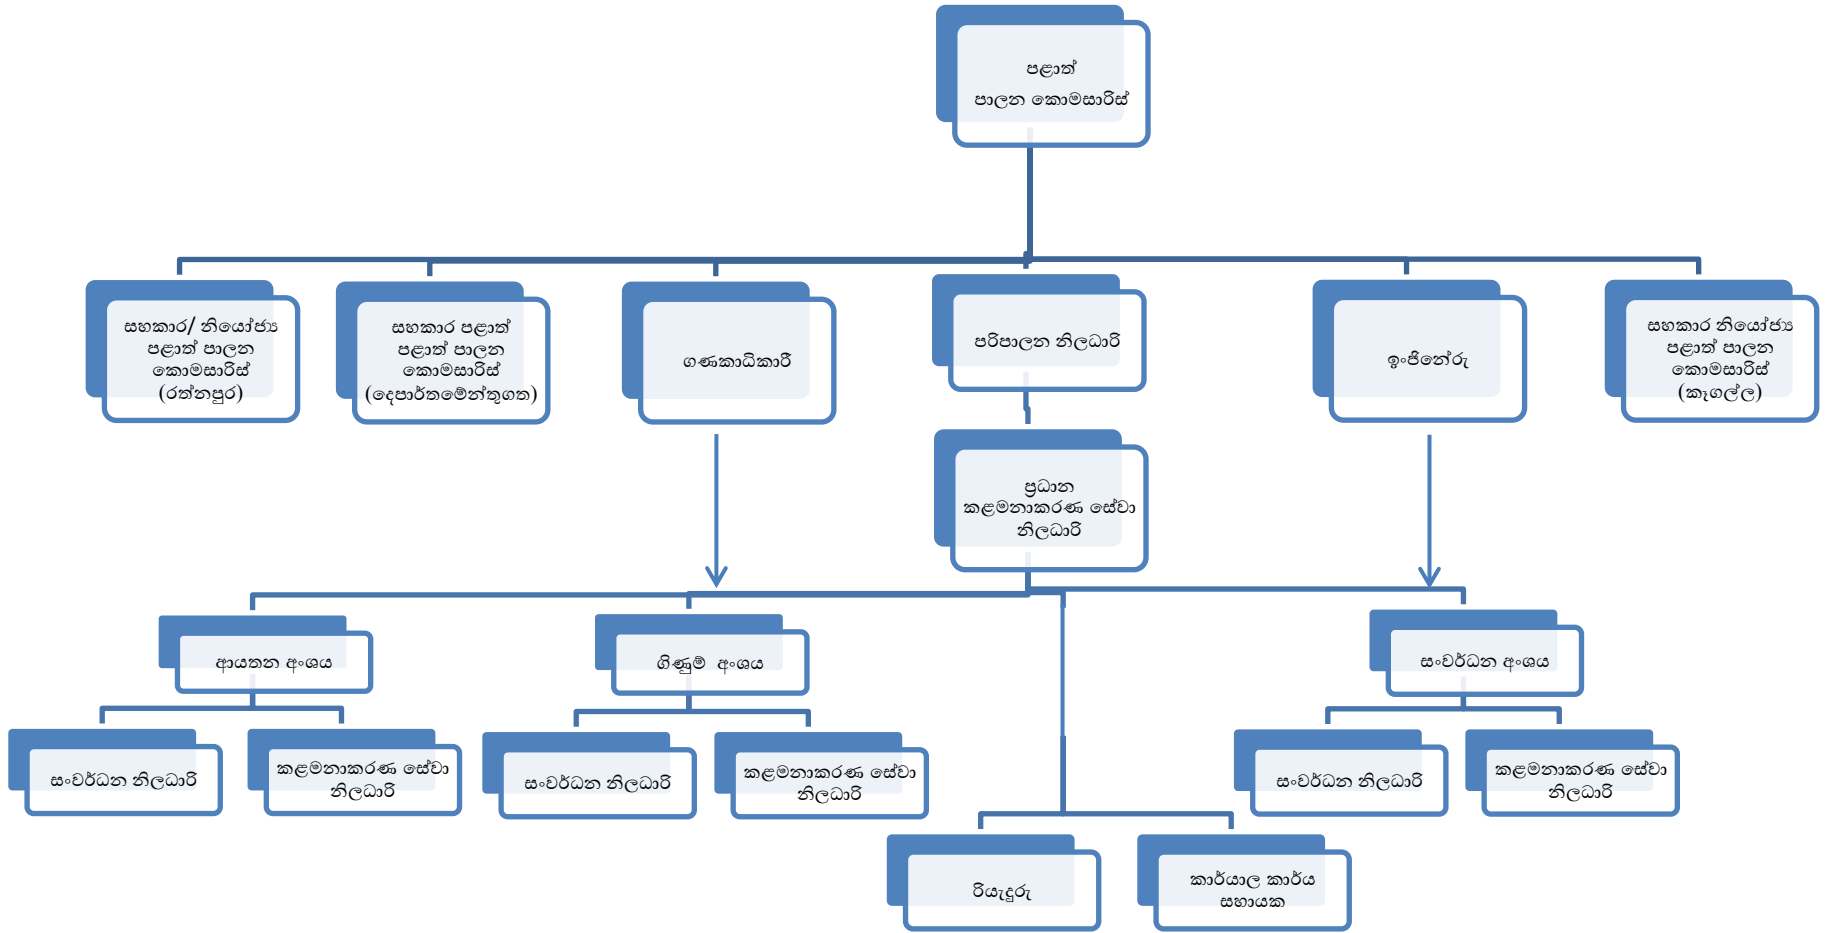 පළාත්
පාලන කොමසාරිස්
සහකාර/ නියෝජ්‍ය
පළාත් පාලන
කොමසාරිස්
(රත්නපුර)
සහකාර පළාත්
පළාත් පාලන
කොමසාරිස්
(දෙපාර්තමේන්තුගත)
ගණකාධිකාරී
පරිපාලන නිලධාරි
ඉංජිනේරු
සහකාර නියෝජ්‍ය
පළාත් පාලන
කොමසාරිස්
(කෑගල්ල)
ප්‍රධාන
කළමනාකරණ සේවා
නිලධාරි
ආයතන අංශය
ගිණුම් අංශය
සංවර්ධන අංශය
සංවර්ධන නිලධාරි
කළමනාකරණ සේවා
නිලධාරි
සංවර්ධන නිලධාරි
කළමනාකරණ සේවා
නිලධාරි
සංවර්ධන නිලධාරි
කළමනාකරණ සේවා
නිලධාරි
රියැදුරු
කාර්යාල කාර්ය
සහායක